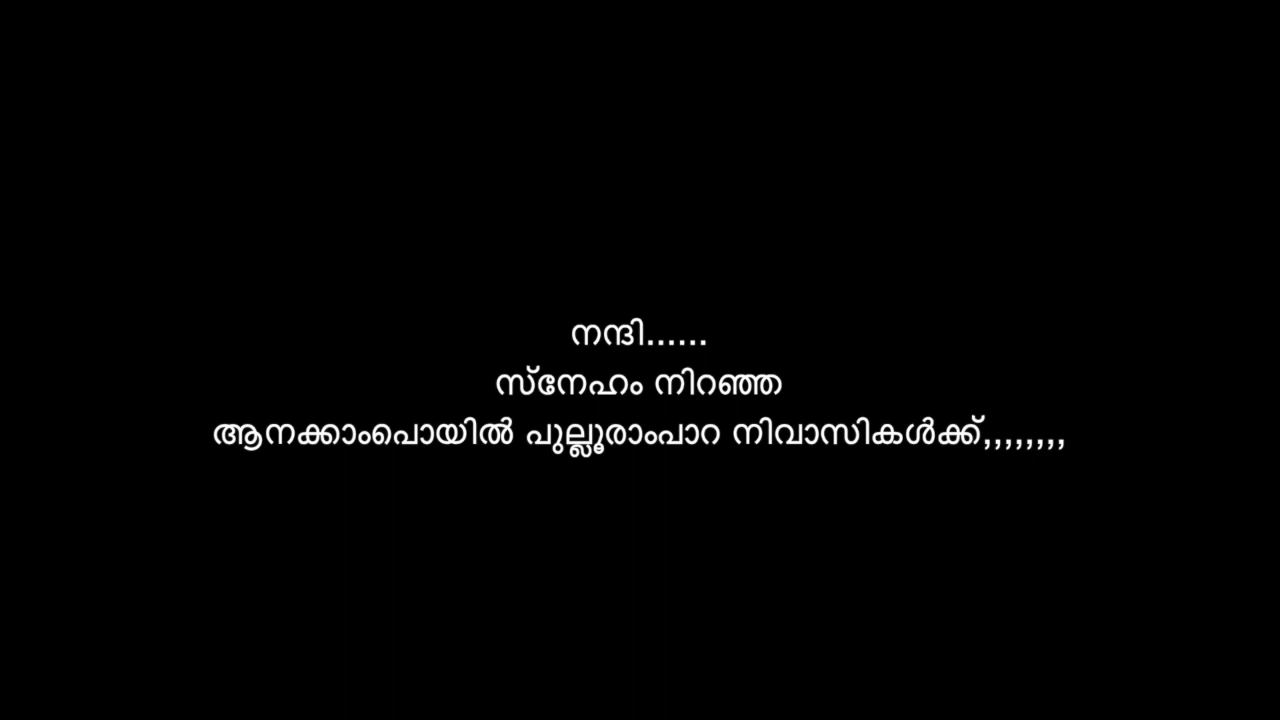 നന്ദി......
സ്നേഹം നിറഞ്ഞ
ആനക്കാംപൊയിൽ പുല്ലൂരാംപാറ നിവാസികൾക്ക്,,,,,,,,